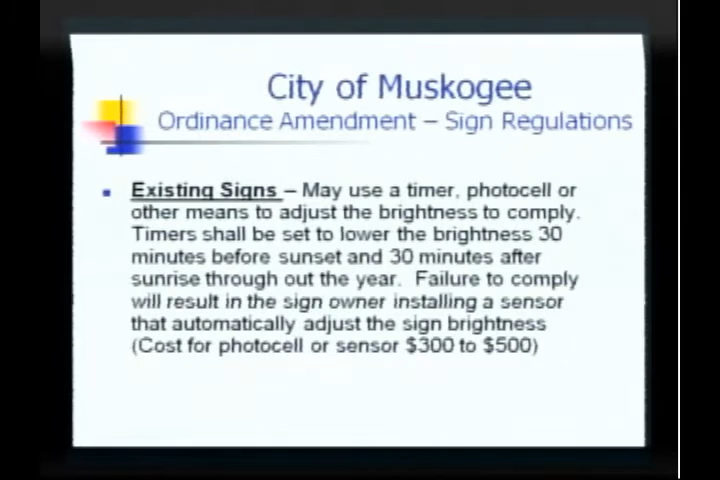 City of Muskogee
Ordinance Amendment – Sign Regulations
Existing Signs – May use a timer, photocell or
other means to adjust the brightness to comply.
Timers shall be set to lower the brightness 30
minutes before sunset and 30 minutes after
sunrise through out the year. Failure to comply
will result in the sign owner installing a sensor
that automatically adjust the sign brightness
(Cost for photocell or sensor $300 to $500)